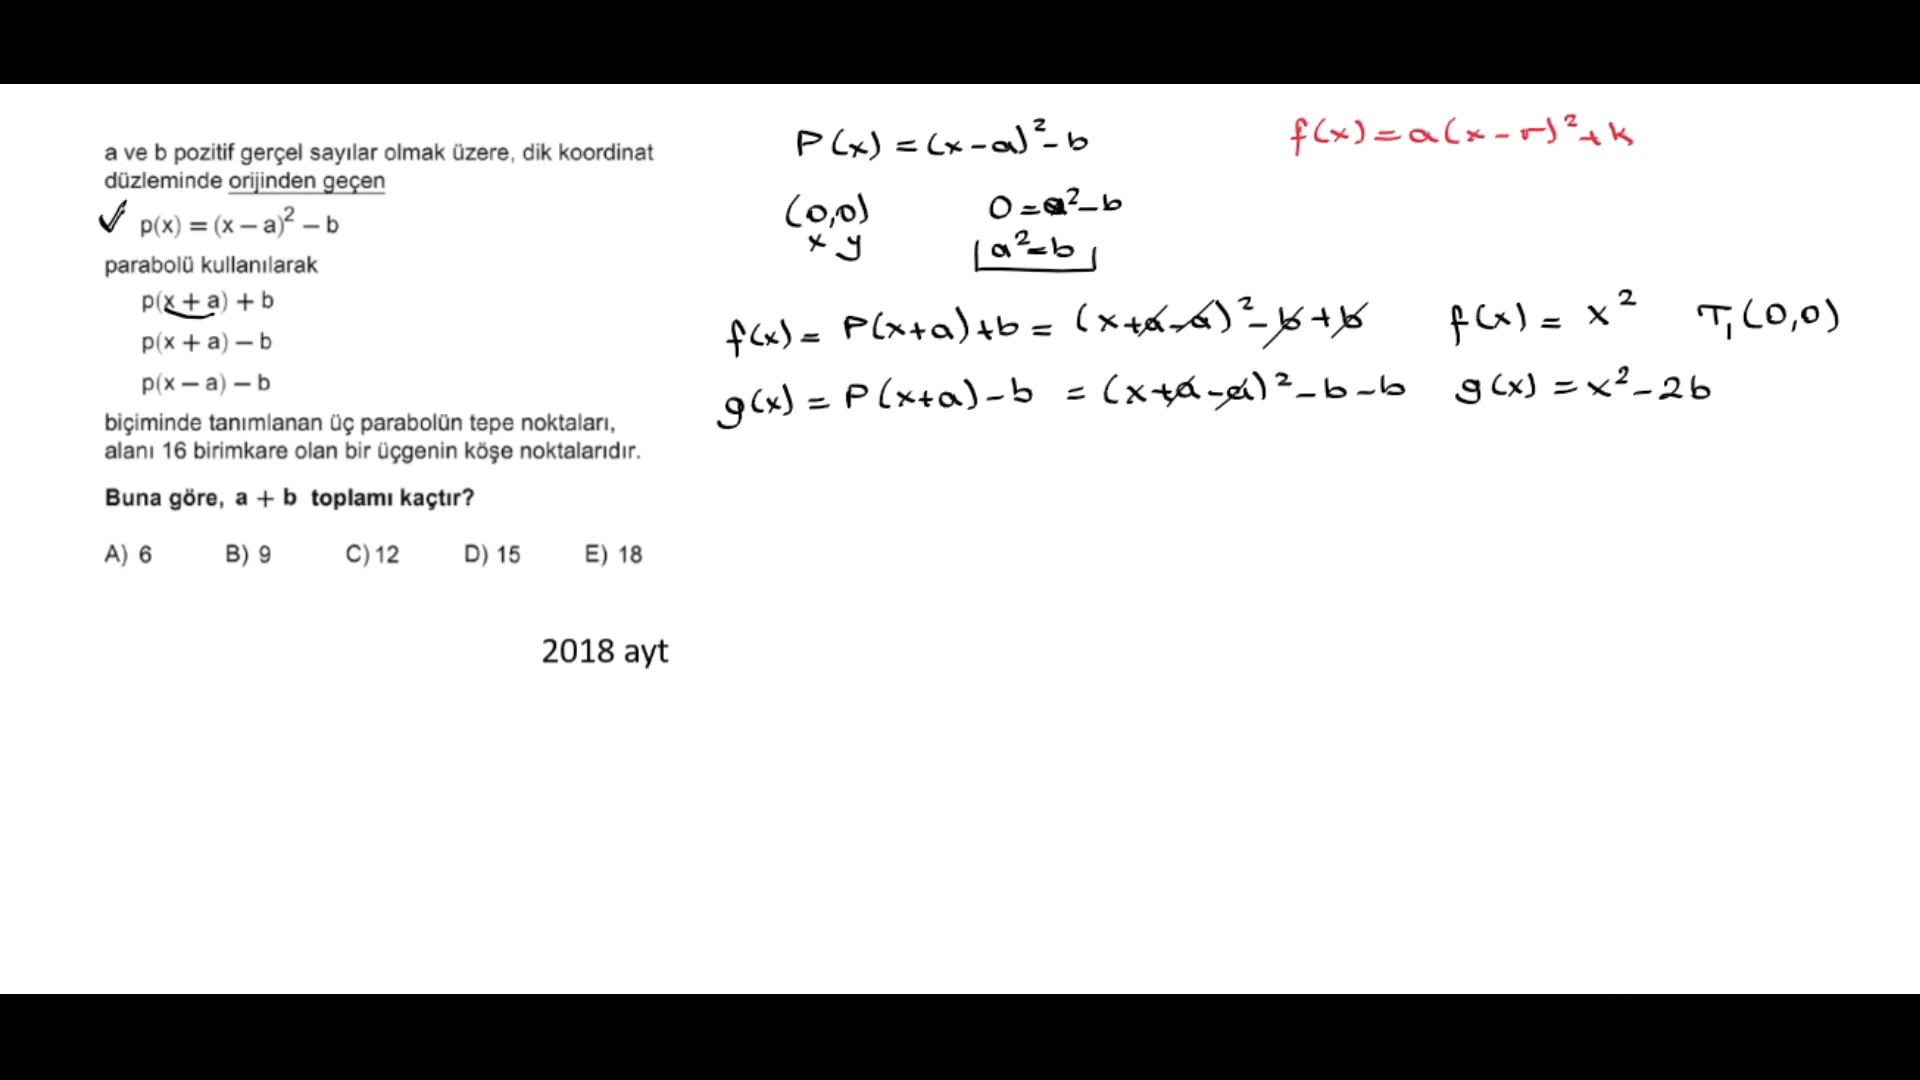 a ve b pozitif gerçel sayılar olmak üzere, dik koordinat
düzleminde orijinden geçen
p(x) = (x – a)² – b
parabolü kullanılarak
p(x + a) + b
p(x + a) – b
p(x – a) – b
biçiminde tanımlanan üç parabolün tepe noktaları,
alanı 16 birimkare olan bir üçgenin köşe noktalarıdır.
Buna göre, a + b toplamı kaçtır?
A) 6 B) 9 C) 12 D) 15 E) 18
2018 ayt
P(x) = (x-a)²-b
f(x) = a(x-r)²+k
(0,0) 0=a²-b
x y a²=b
f(x) = P(x+a)+b = (x+a-a)²-b+b f(x) = x² T₁(0,0)
g(x) = P(x+a)-b = (x+a-a)²-b-b g(x) = x²-2b